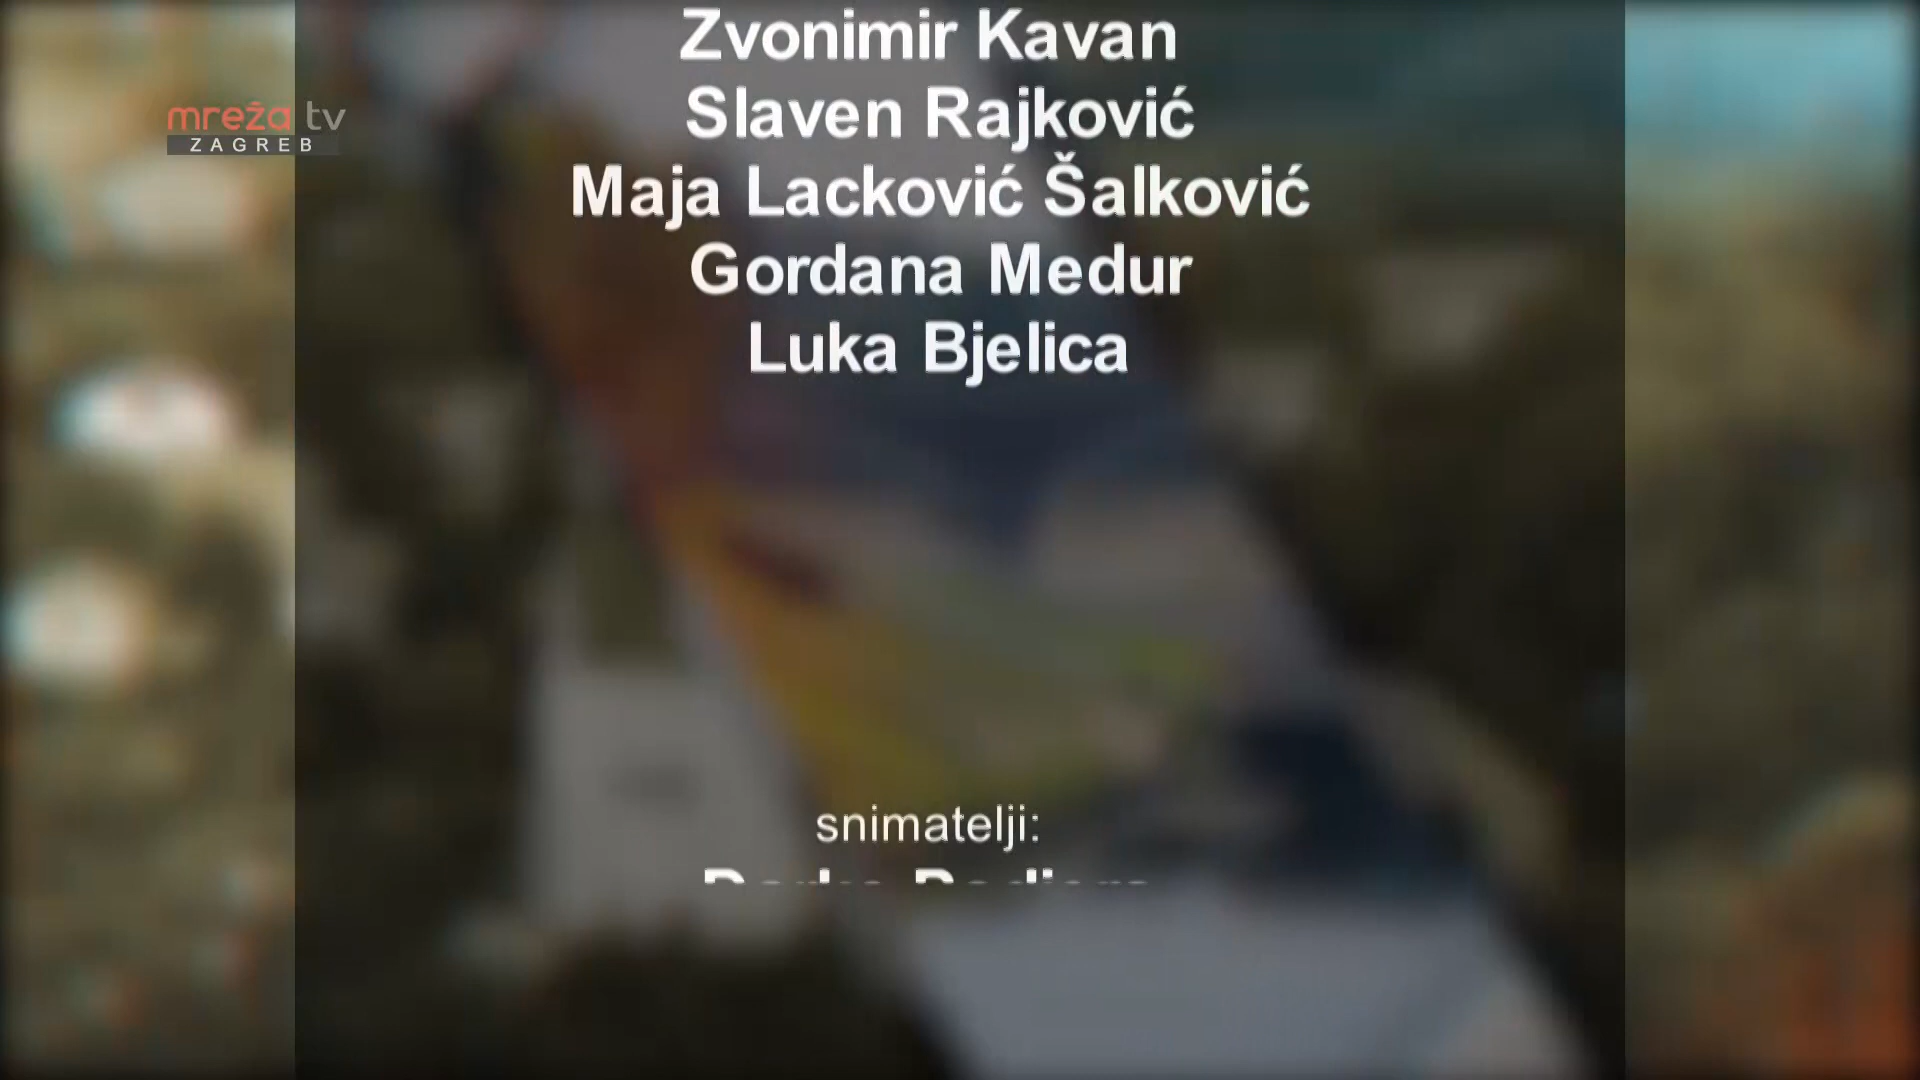 Zvonimir Kavan
mreža tv
ZAGREB
Slaven Rajković
Maja Lacković Šalković
Gordana Medur
Luka Bjelica
snimatelji: